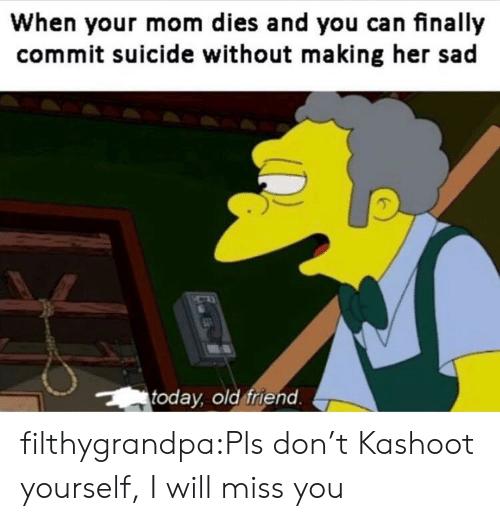 When your mom dies and you can finally
commit suicide without making her sad
today, old friend.
filthygrandpa:Pls don’t Kashoot
yourself, I will miss you